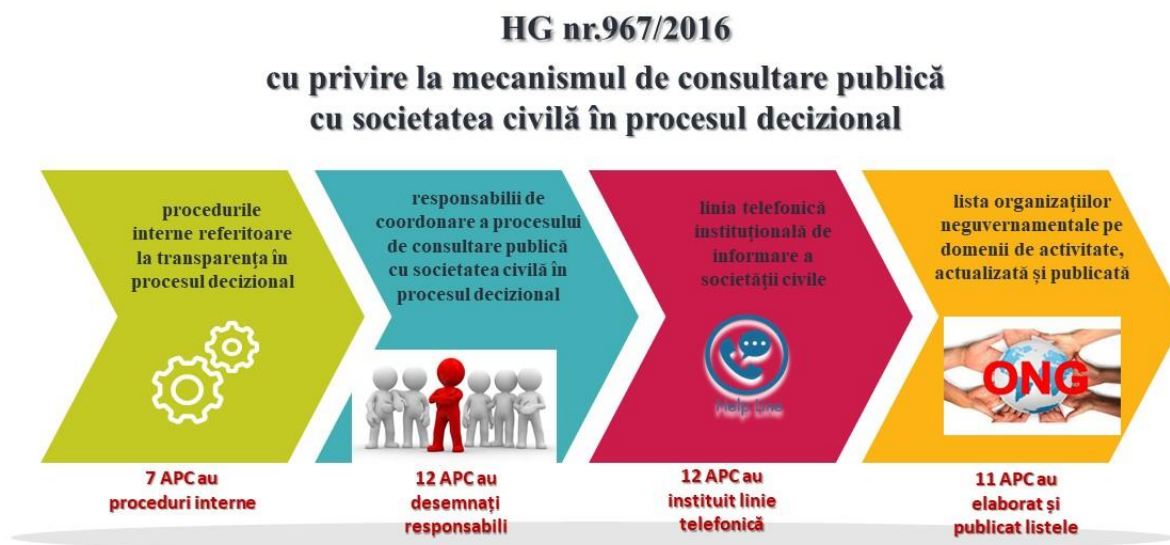 HG nr.967/2016
cu privire la mecanismul de consultare publică
cu societatea civilă în procesul decizional
procedurile
interne referitoare
la transparența în
procesul decizional
responsabilii de
coordonare a procesului
de consultare publică
cu societatea civilă în
procesul decizional
linia telefonică
instituțională de
informare a
societății civile
lista organizațiilor
neguvernamentale pe
domenii de activitate,
actualizată și publicată
Help Line
ONG
7 APC au
proceduri interne
12 APC au
desemnați
responsabili
12 APC au
instituit linie
telefonică
11 APC au
elaborat și
publicat listele